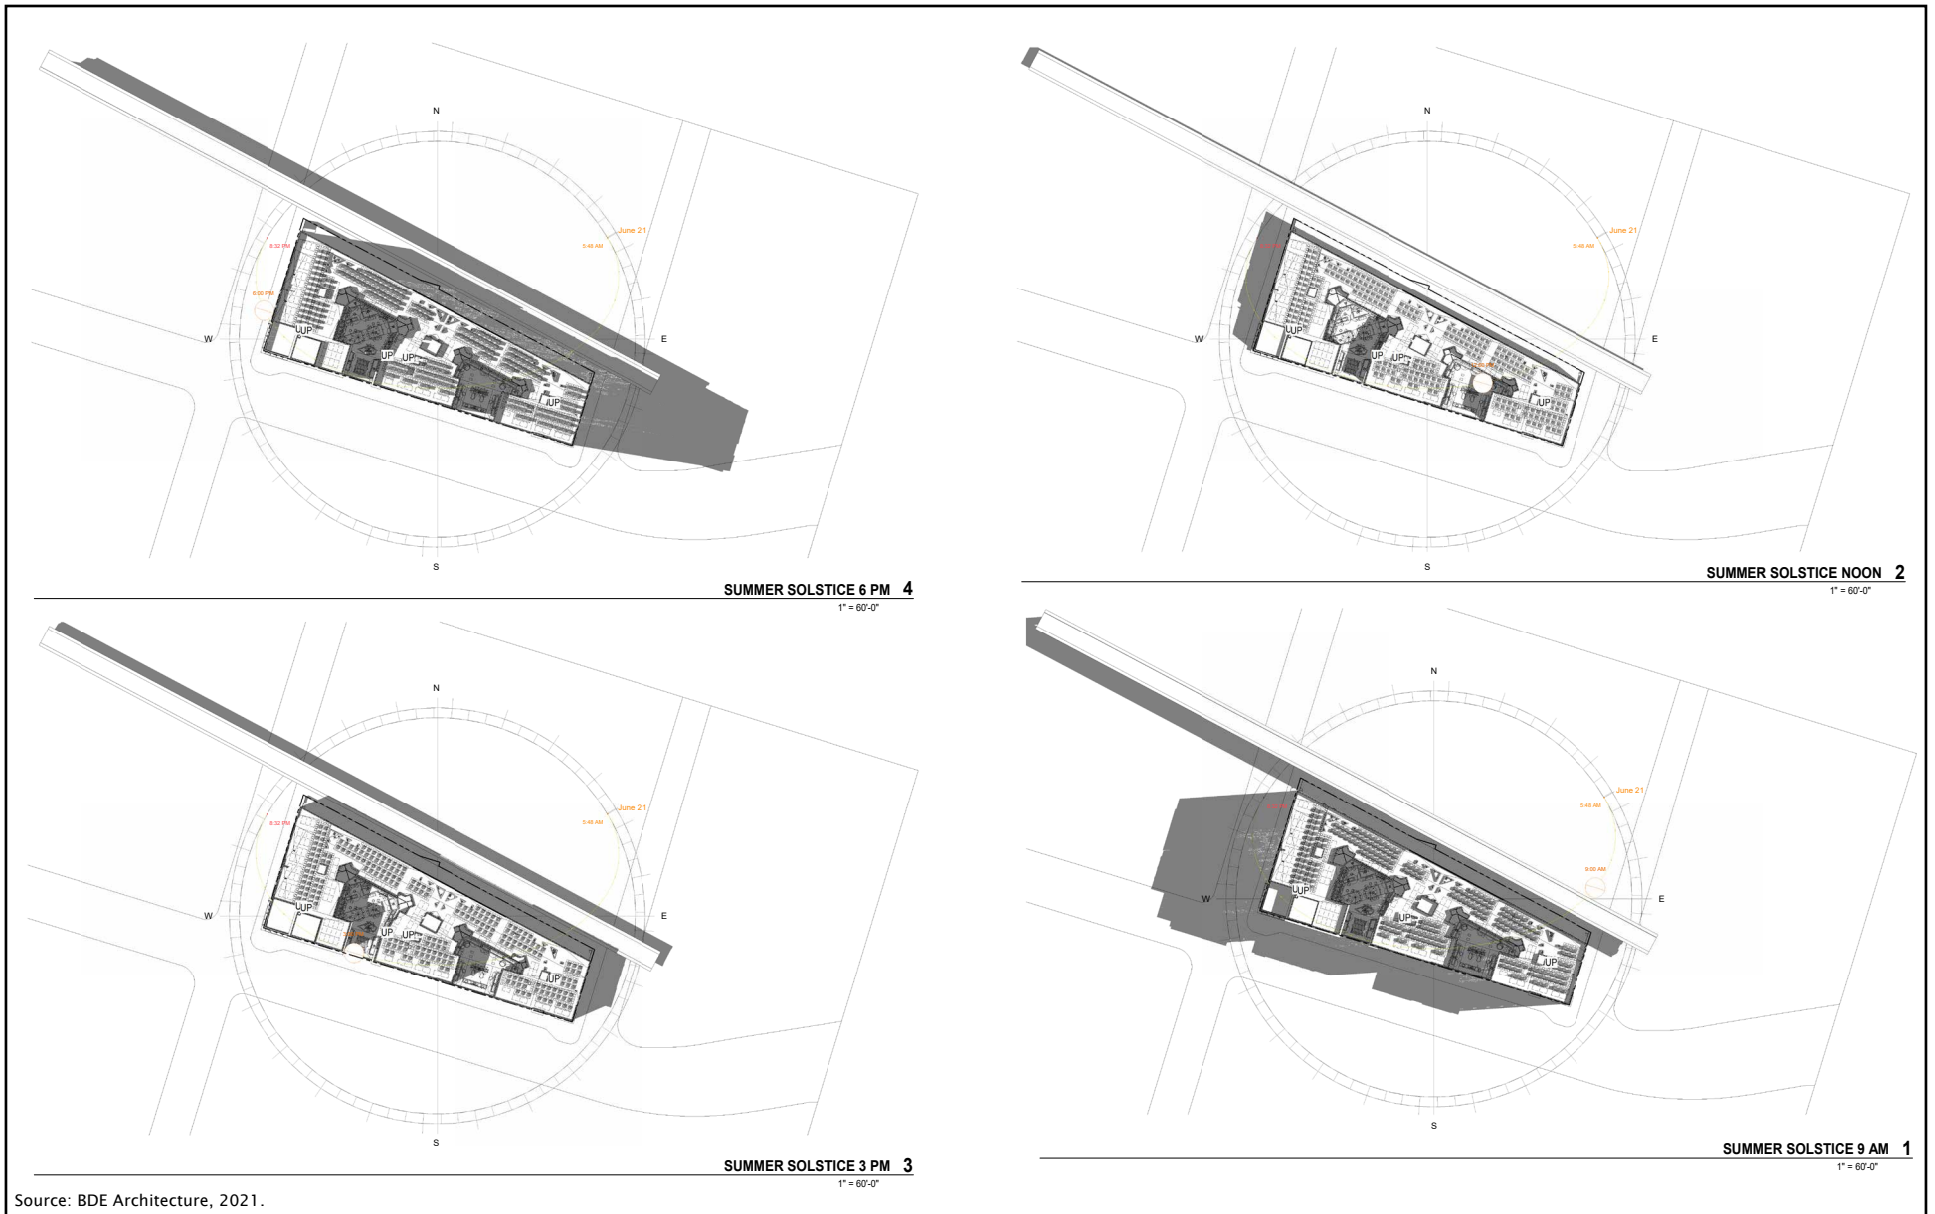 N
June 21
8:32 PM
5:48 AM
6:00 PM
W
E
UP
UP
UP
UP
S
SUMMER SOLSTICE 6 PM 4
1" = 60'-0"
N
June 21
5:48 AM
W
E
UP
UP
UP
UP
S
SUMMER SOLSTICE NOON 2
1" = 60'-0"
N
June 21
8:32 PM
5:48 AM
W
E
UP
UP
UP
UP
S
SUMMER SOLSTICE 3 PM 3
1" = 60'-0"
N
June 21
5:48 AM
9:00 AM
W
E
UP
UP
UP
S
SUMMER SOLSTICE 9 AM 1
1" = 60'-0"
Source: BDE Architecture, 2021.